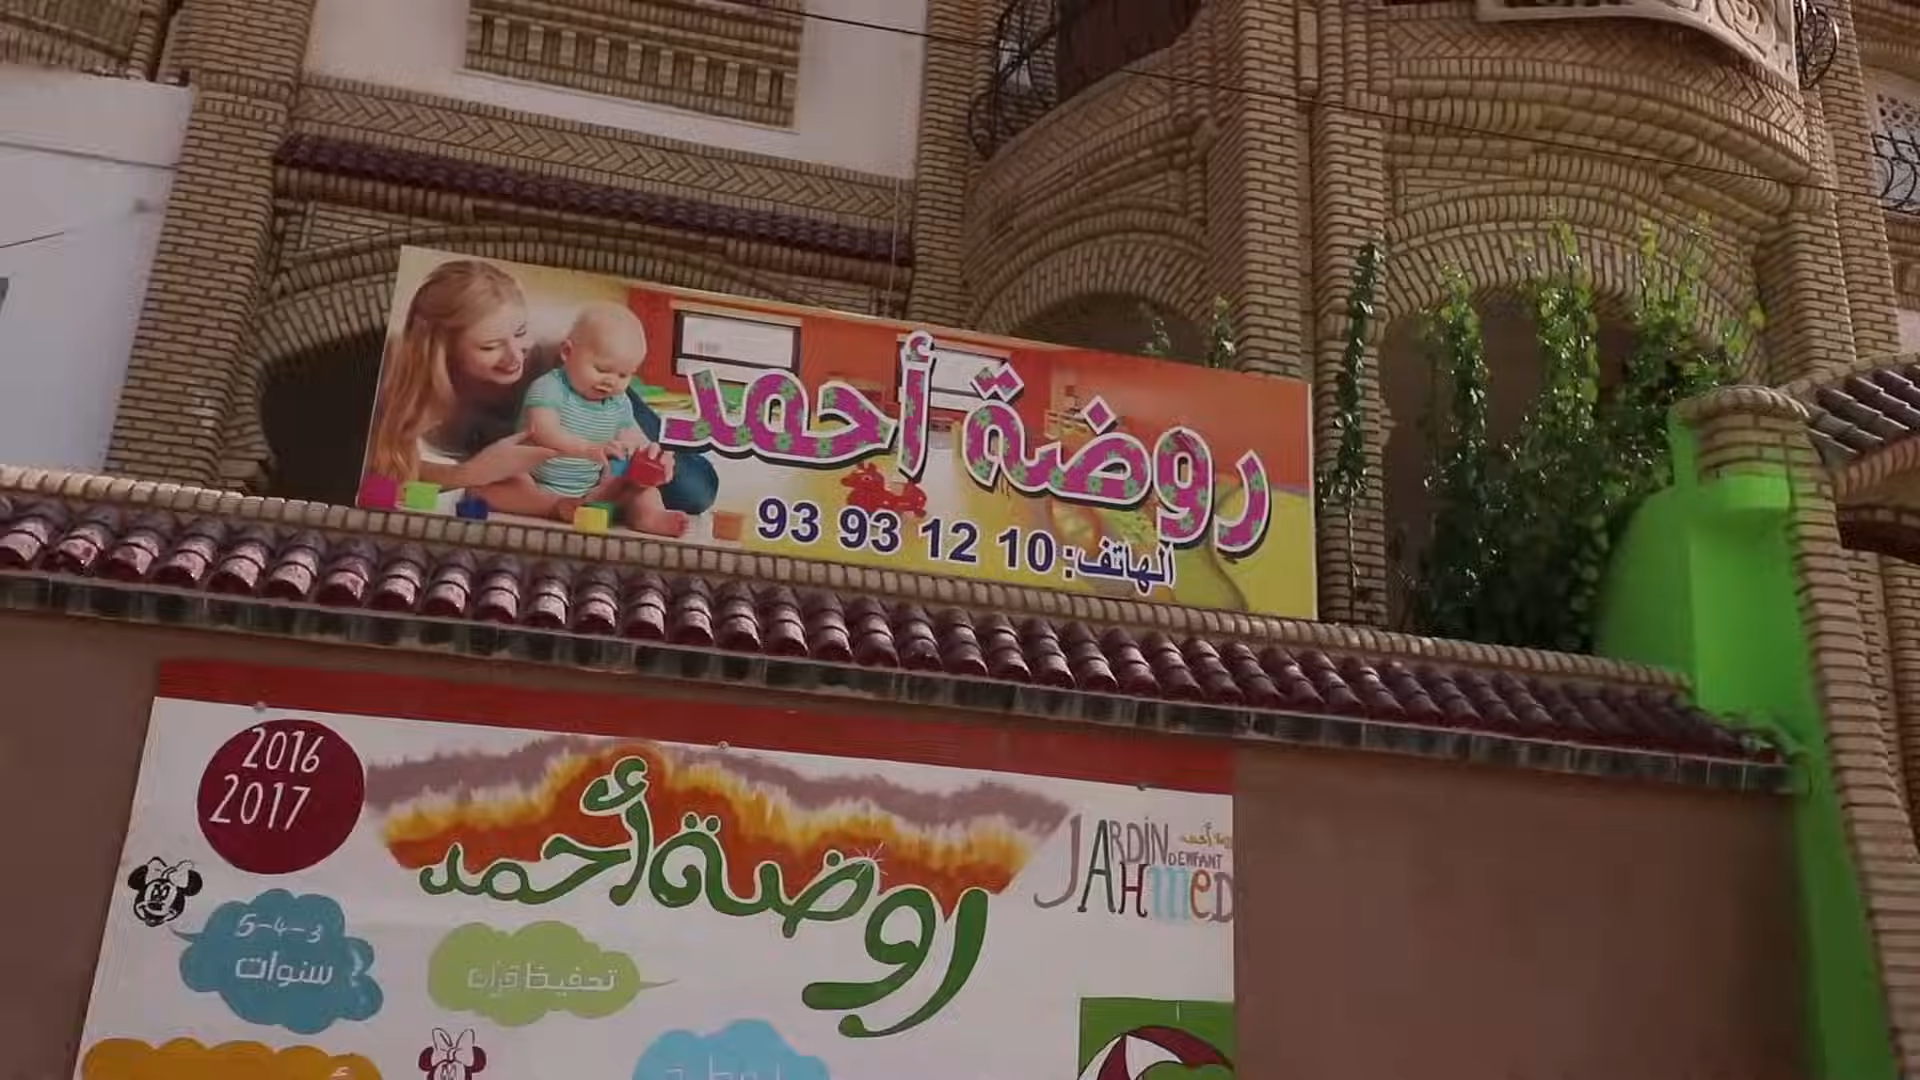 روضة أحمد
الهاتف: 10 12 93 93
2016
2017
روضة أحمد
JARDIN
D'ENFANT
AHmeD
3-4-5
سنوات
تحفيظ قرآن